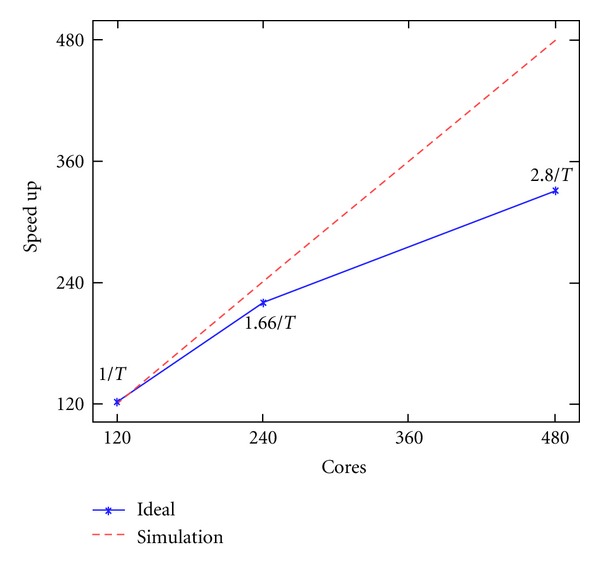 480
360
240
120
Speed up
2.8/T
1.66/T
1/T
120 240 360 480
Cores
Ideal
Simulation